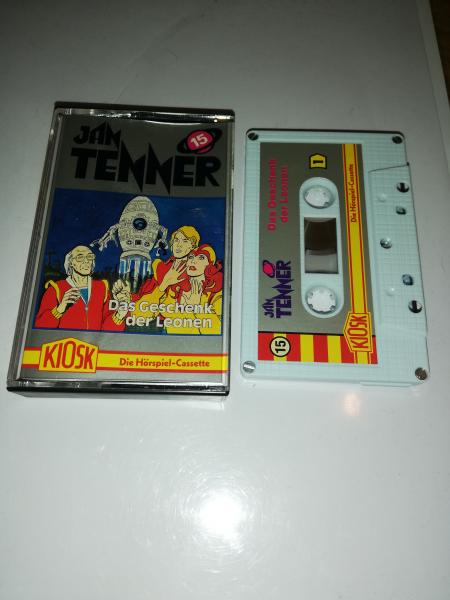 JAN
TENNER
15
Das Geschenk
der Leonen
KIOSK
Die Hörspiel-Cassette
15
JAN
TENNER
Das Geschenk
der Leonen
1
KIOSK
Die Hörspiel-Cassette